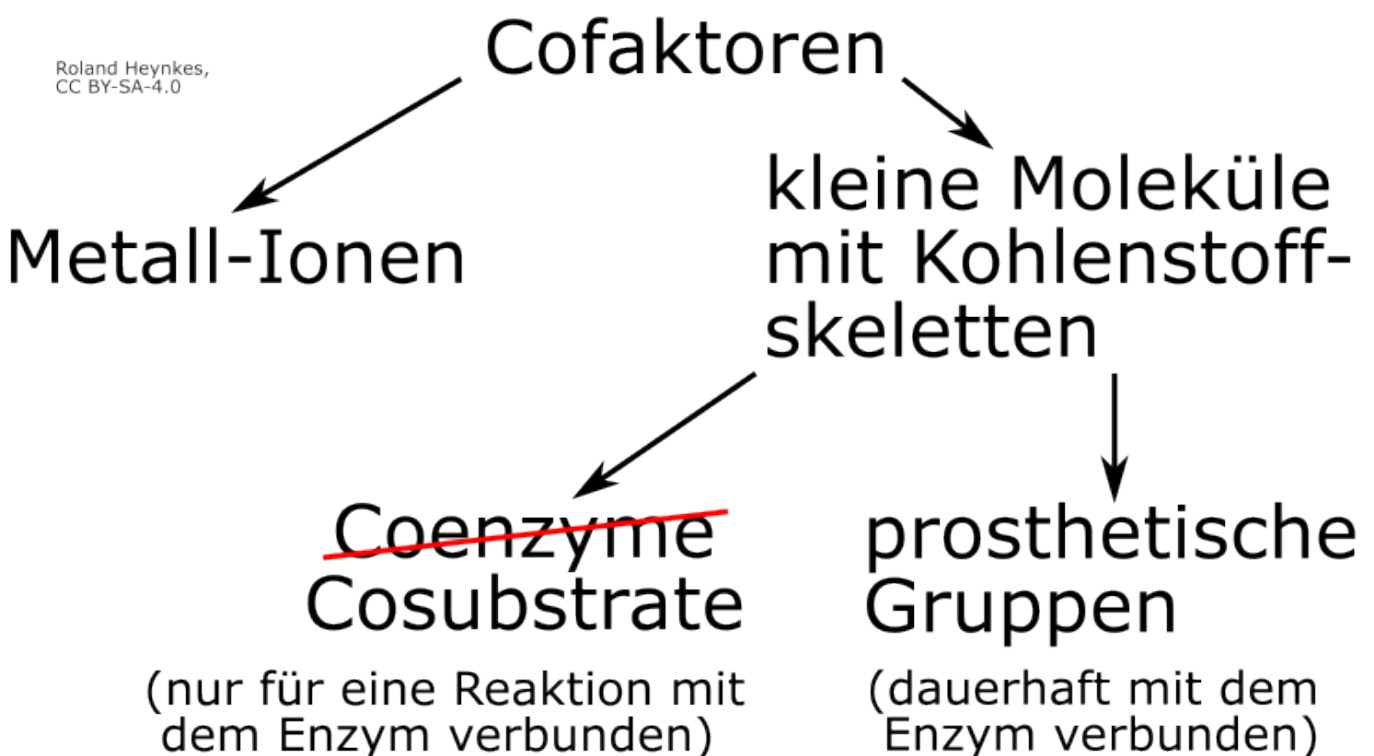 Cofaktoren
Roland Heynkes,
CC BY-SA-4.0
Metall-Ionen
kleine Moleküle
mit Kohlenstoff-
skeletten
Coenzyme
Cosubstrate
(nur für eine Reaktion mit
dem Enzym verbunden)
prosthetische
Gruppen
(dauerhaft mit dem
Enzym verbunden)